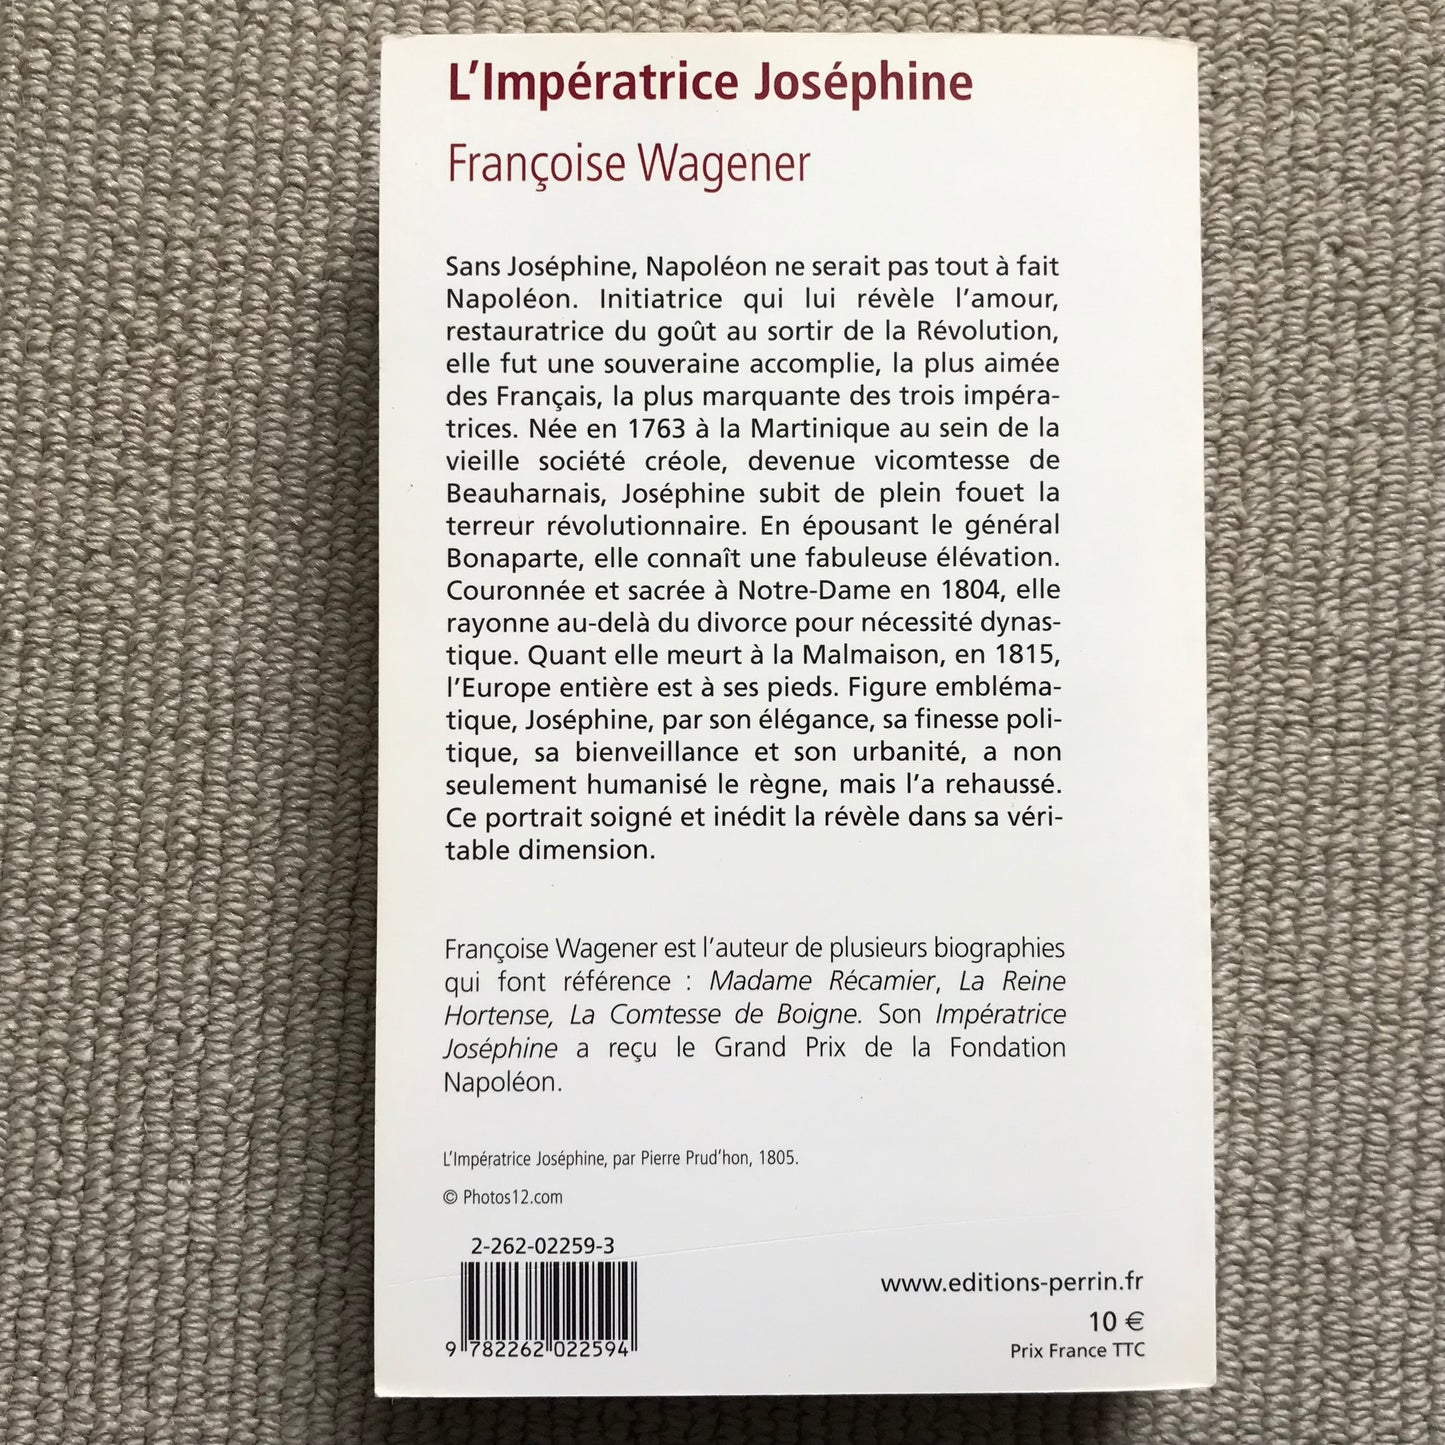 L’Impératrice Joséphine
Françoise Wagener
Sans Joséphine, Napoléon ne serait pas tout à fait
Napoléon. Initiatrice qui lui révèle l’amour,
restauratrice du goût au sortir de la Révolution,
elle fut une souveraine accomplie, la plus aimée
des Français, la plus marquante des trois impéra-
trices. Née en 1763 à la Martinique au sein de la
vieille société créole, devenue vicomtesse de
Beauharnais, Joséphine subit de plein fouet la
terreur révolutionnaire. En épousant le général
Bonaparte, elle connaît une fabuleuse élévation.
Couronnée et sacrée à Notre-Dame en 1804, elle
rayonne au-delà du divorce pour nécessité dynas-
tique. Quant elle meurt à la Malmaison, en 1815,
l’Europe entière est à ses pieds. Figure embléma-
tique, Joséphine, par son élégance, sa finesse poli-
tique, sa bienveillance et son urbanité, a non
seulement humanisé le règne, mais l’a rehaussé.
Ce portrait soigné et inédit la révèle dans sa véri-
table dimension.
Françoise Wagener est l’auteur de plusieurs biographies
qui font référence : Madame Récamier, La Reine
Hortense, La Comtesse de Boigne. Son Impératrice
Joséphine a reçu le Grand Prix de la Fondation
Napoléon.
L’Impératrice Joséphine, par Pierre Prud’hon, 1805.
© Photos12.com
2-262-02259-3
9 782262 022594
www.editions-perrin.fr
10 €
Prix France TTC